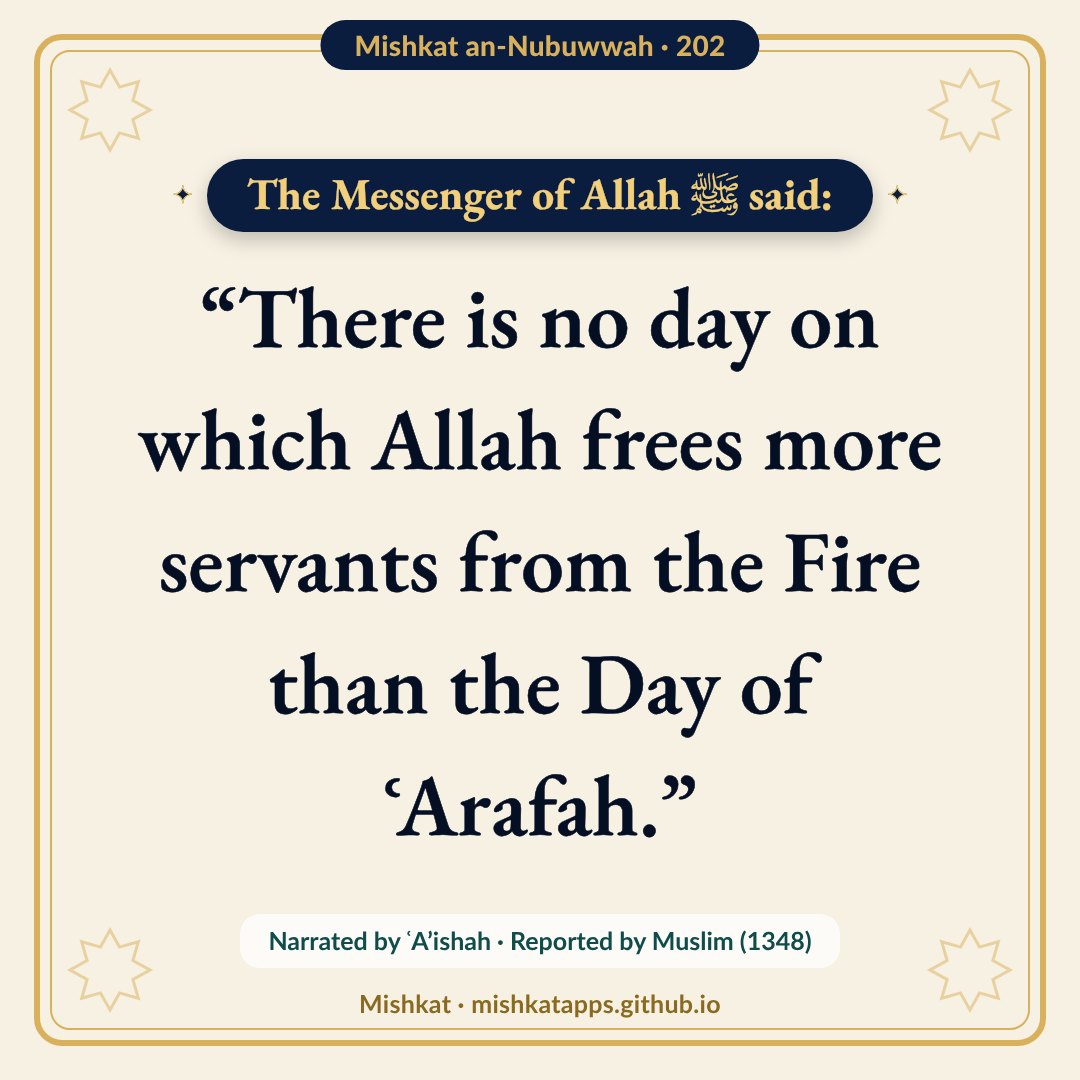 Mishkat an-Nubuwwah · 202
The Messenger of Allah ﷺ said:
“There is no day on
which Allah frees more
servants from the Fire
than the Day of
ʿArafah.”
Narrated by ʿA’ishah · Reported by Muslim (1348)
Mishkat · mishkatapps.github.io